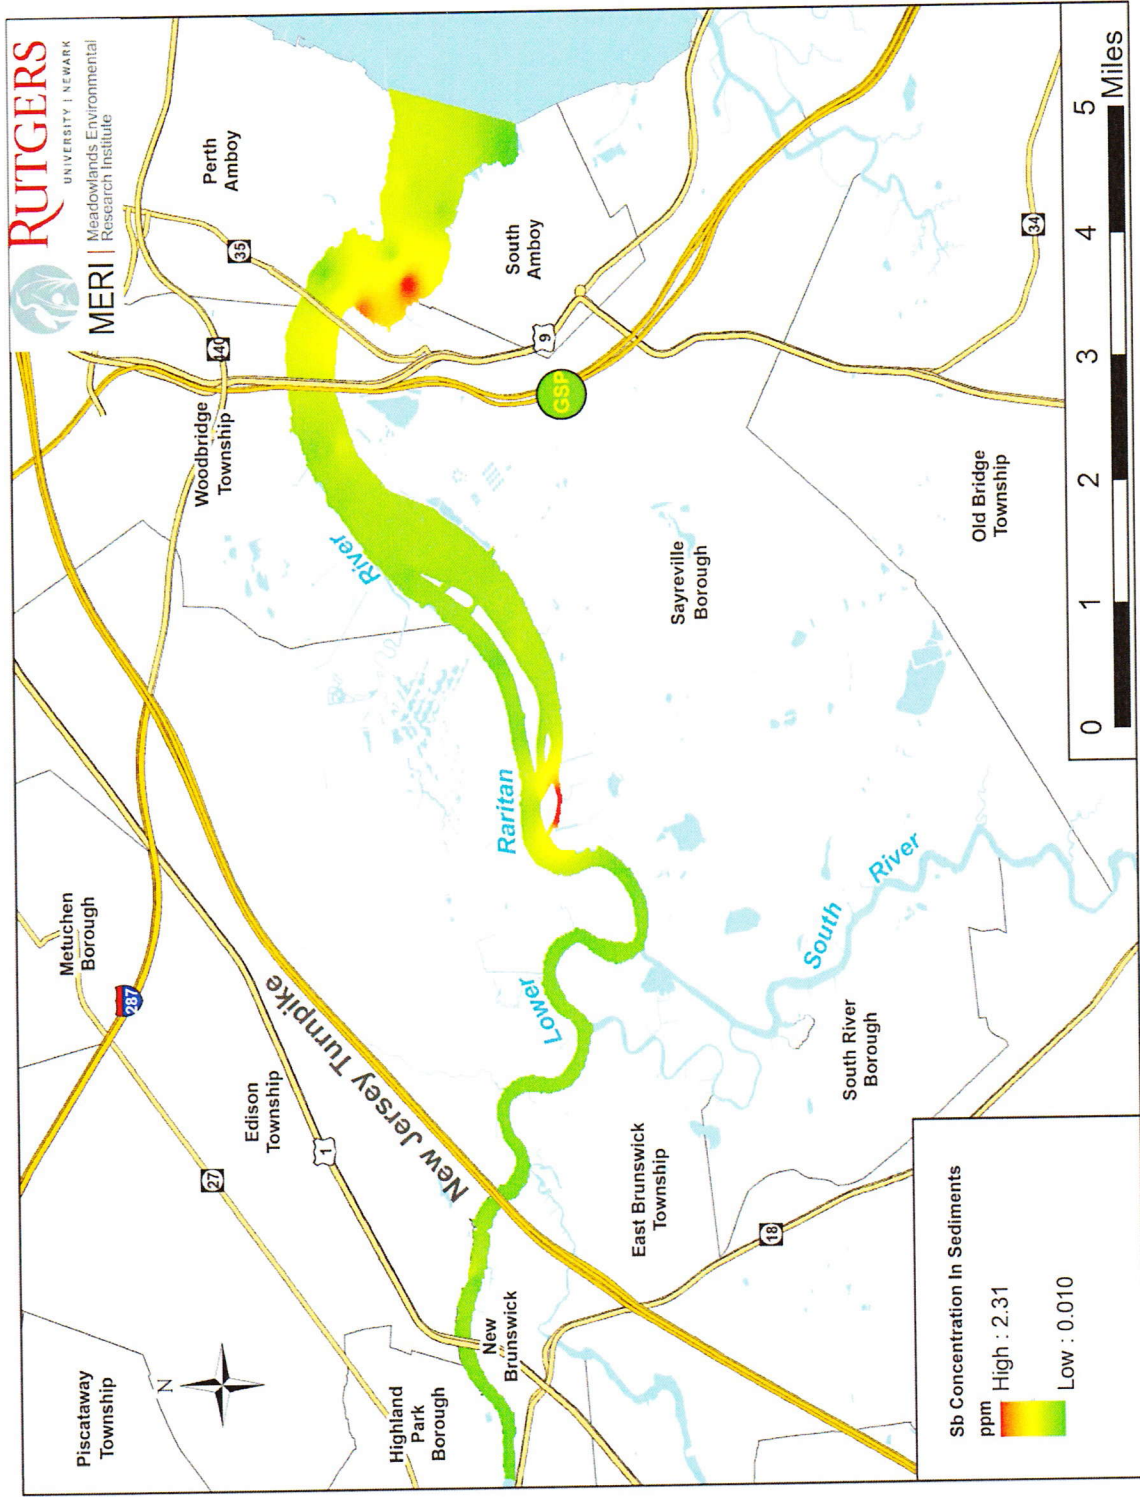 RUTGERS
UNIVERSITY | NEWARK
MERI | Meadowlands Environmental
Research Institute
Piscataway
Township
N
Metuchen
Borough
287
Edison
Township
27
1
New Jersey Turnpike
Highland
Park
Borough
New
Brunswick
Woodbridge
Township
440
Perth
Amboy
35
South
Amboy
9
GSP
Lower
Raritan
River
Sayreville
Borough
East Brunswick
Township
18
South River
Borough
South
River
Old Bridge
Township
34
Sb Concentration In Sediments
ppm
High : 2.31
Low : 0.010
0 1 2 3 4 5
Miles